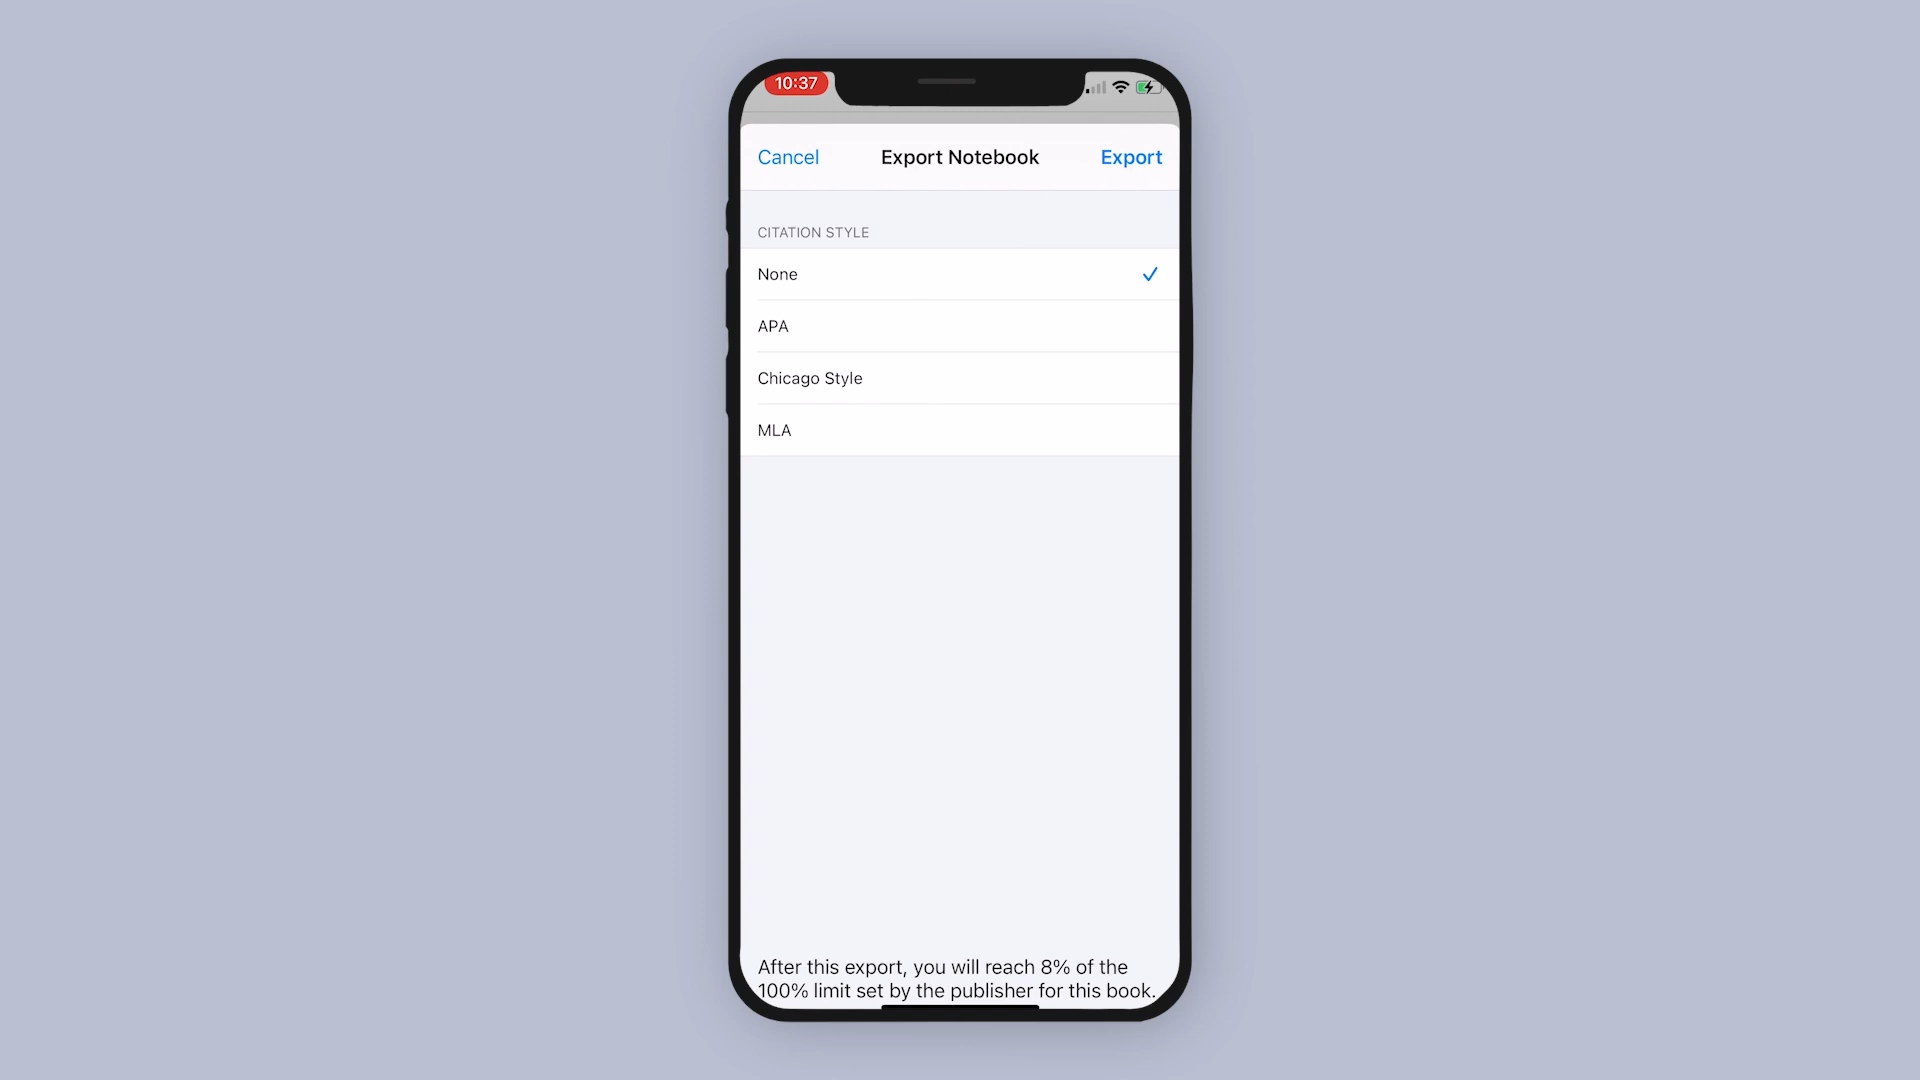 10:37
Cancel Export Notebook Export
CITATION STYLE
None
APA
Chicago Style
MLA
After this export, you will reach 8% of the
100% limit set by the publisher for this book.